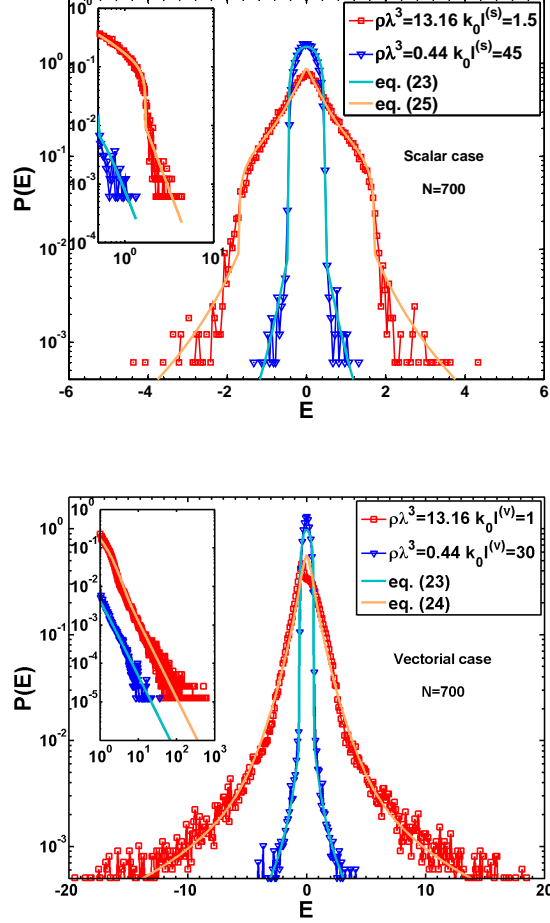 ρλ³=13.16 k₀l⁽ˢ⁾=1.5
ρλ³=0.44 k₀l⁽ˢ⁾=45
eq. (23)
eq. (25)
Scalar case
N=700
P(E)
10⁰
10⁻¹
10⁻²
10⁻³
10⁰
10⁻¹
10⁻²
10⁻³
10⁻⁴
10⁰
10¹
-6
-4
-2
0
2
4
6
E
ρλ³=13.16 k₀l⁽ᵛ⁾=1
ρλ³=0.44 k₀l⁽ᵛ⁾=30
eq. (23)
eq. (24)
Vectorial case
N=700
P(E)
10⁰
10⁻¹
10⁻²
10⁻³
10⁰
10⁻¹
10⁻²
10⁻³
10⁻⁴
10⁻⁵
10⁰
10¹
10²
10³
-20
-10
0
10
20
E